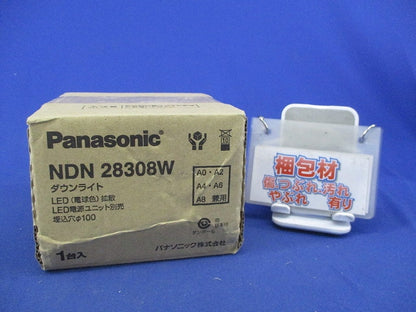 Panasonic
NDN 28308W
ダウンライト
LED(電球色)拡散
LED電源ユニット別売
埋込穴φ100
A0・A2
A4・A6
A8 兼用
パナソニック株式会社
1台入
梱包材
傷つぶれ汚れ
やぶれ 有り